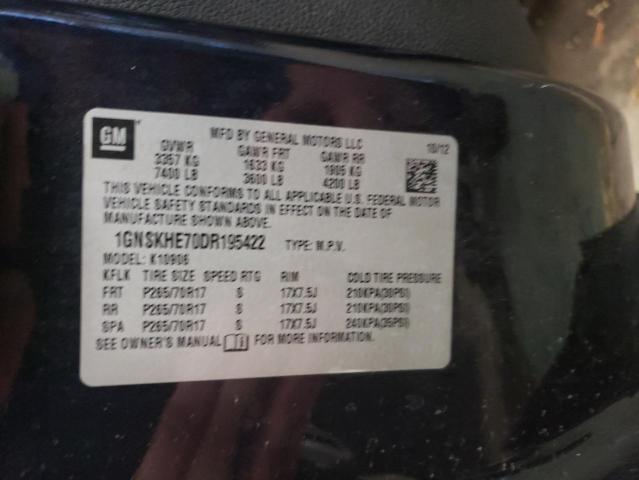 GM
MFD BY GENERAL MOTORS LLC 10/12
GVWR GAWR FRT GAWR RR
3357 KG 1633 KG 1905 KG
7400 LB 3600 LB 4200 LB
THIS VEHICLE CONFORMS TO ALL APPLICABLE U.S. FEDERAL MOTOR
VEHICLE SAFETY STANDARDS IN EFFECT ON THE DATE OF
MANUFACTURE SHOWN ABOVE.
1GNSKHE70DR195422 TYPE: M.P.V.
MODEL: K10906
KFLK TIRE SIZE SPEED RTG RIM COLD TIRE PRESSURE
FRT P265/70R17 S 17X7.5J 210KPA(30PSI)
RR P265/70R17 S 17X7.5J 210KPA(30PSI)
SPA P265/70R17 S 17X7.5J 240KPA(35PSI)
SEE OWNER'S MANUAL FOR MORE INFORMATION.